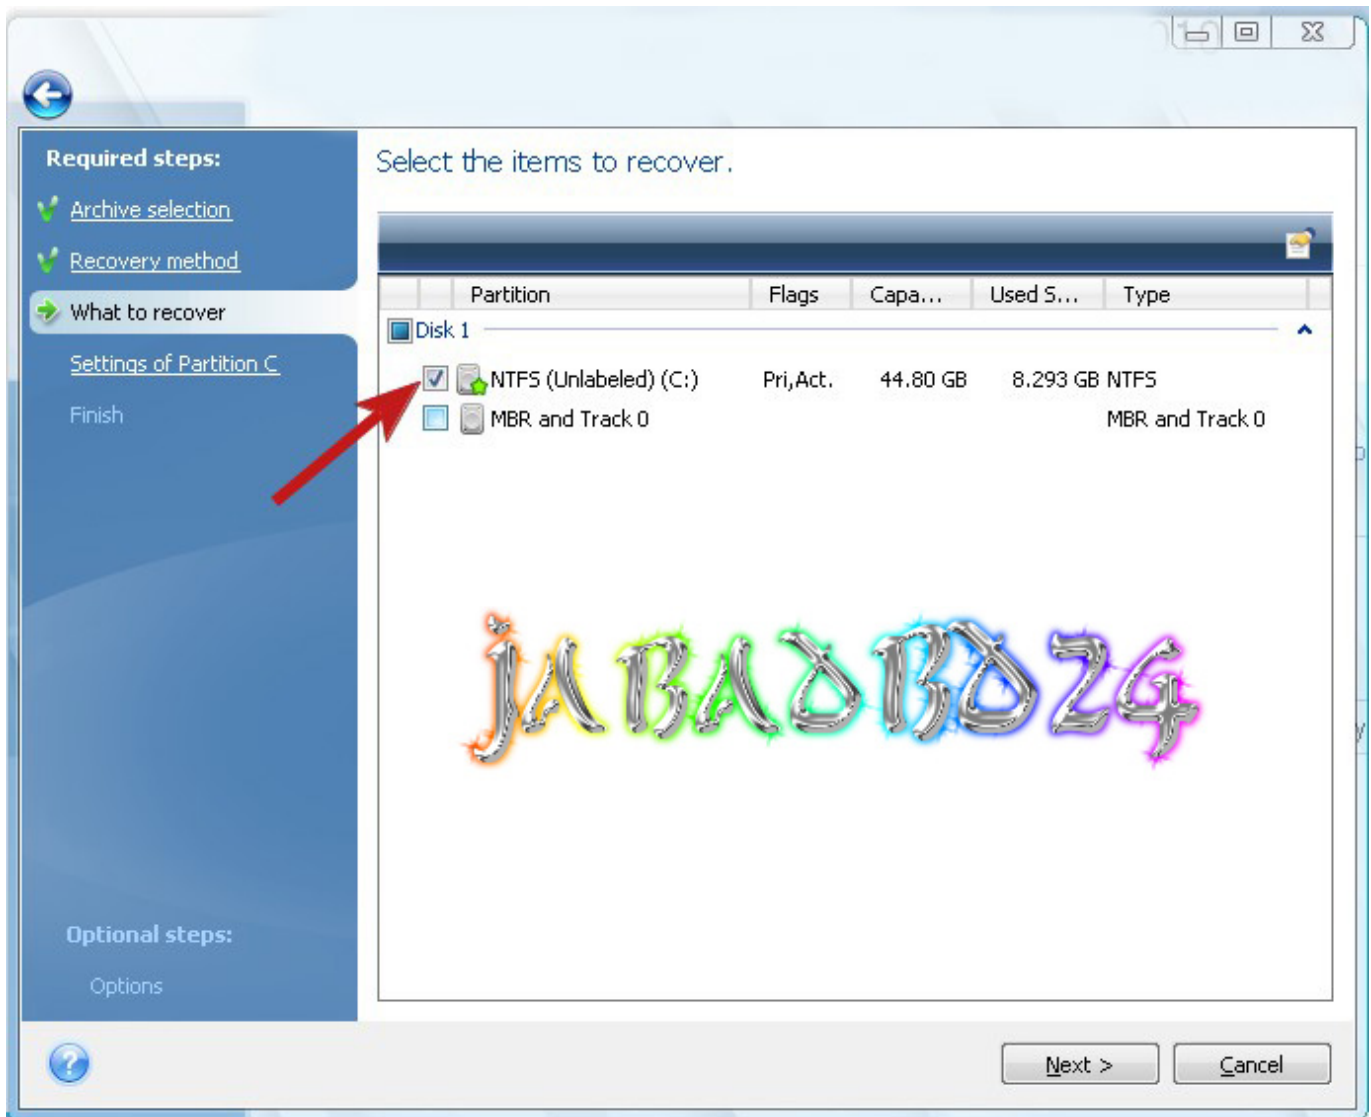 Required steps:
Archive selection
Recovery method
What to recover
Settings of Partition C
Finish
Optional steps:
Options
Select the items to recover.
Partition Flags Capa... Used S... Type
Disk 1
NTFS (Unlabeled) (C:) Pri,Act. 44.80 GB 8.293 GB NTFS
MBR and Track 0 MBR and Track 0
jABADBD24
Next >
Cancel